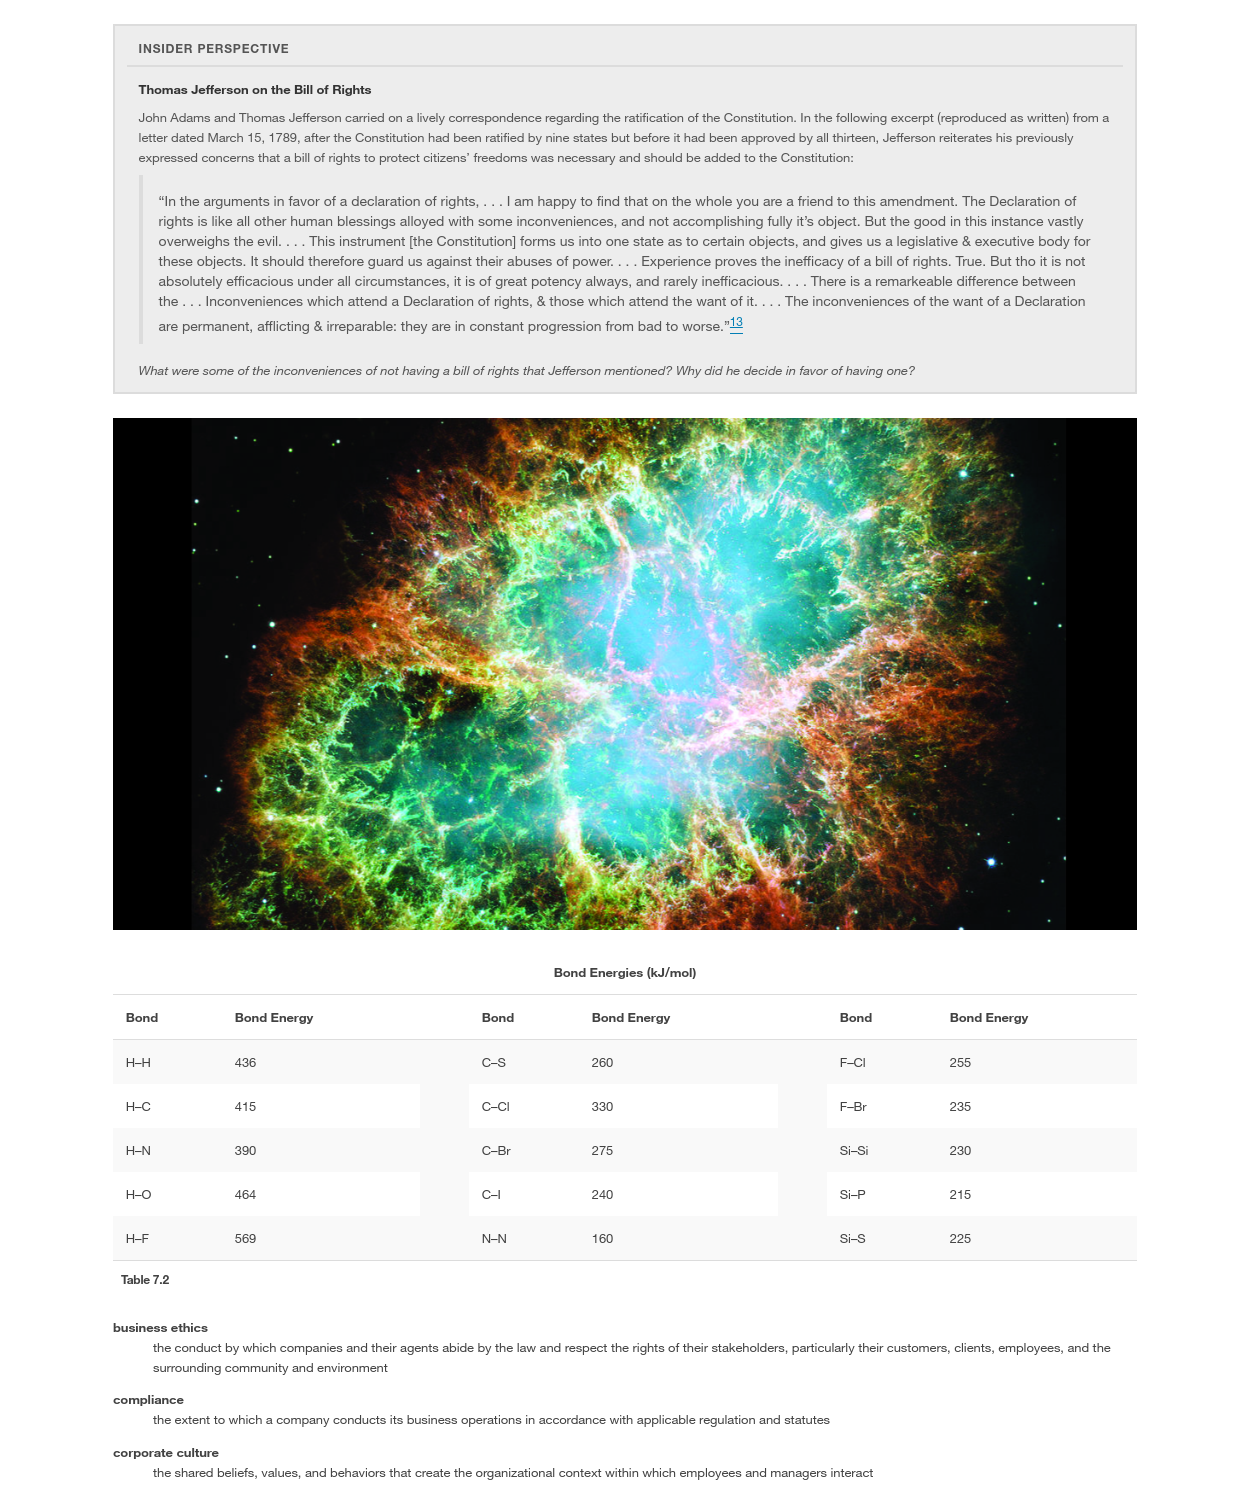 INSIDER PERSPECTIVE
Thomas Jefferson on the Bill of Rights
John Adams and Thomas Jefferson carried on a lively correspondence regarding the ratification of the Constitution. In the following excerpt (reproduced as written) from a
letter dated March 15, 1789, after the Constitution had been ratified by nine states but before it had been approved by all thirteen, Jefferson reiterates his previously
expressed concerns that a bill of rights to protect citizens’ freedoms was necessary and should be added to the Constitution:
“In the arguments in favor of a declaration of rights, . . . I am happy to find that on the whole you are a friend to this amendment. The Declaration of
rights is like all other human blessings alloyed with some inconveniences, and not accomplishing fully it’s object. But the good in this instance vastly
overweighs the evil. . . . This instrument [the Constitution] forms us into one state as to certain objects, and gives us a legislative & executive body for
these objects. It should therefore guard us against their abuses of power. . . . Experience proves the inefficacy of a bill of rights. True. But tho it is not
absolutely efficacious under all circumstances, it is of great potency always, and rarely inefficacious. . . . There is a remarkeable difference between
the . . . Inconveniences which attend a Declaration of rights, & those which attend the want of it. . . . The inconveniences of the want of a Declaration
are permanent, afflicting & irreparable: they are in constant progression from bad to worse.”13
What were some of the inconveniences of not having a bill of rights that Jefferson mentioned? Why did he decide in favor of having one?
Bond Energies (kJ/mol)
Bond Bond Energy Bond Bond Energy Bond Bond Energy
H–H 436 C–S 260 F–Cl 255
H–C 415 C–Cl 330 F–Br 235
H–N 390 C–Br 275 Si–Si 230
H–O 464 C–I 240 Si–P 215
H–F 569 N–N 160 Si–S 225
Table 7.2
business ethics
the conduct by which companies and their agents abide by the law and respect the rights of their stakeholders, particularly their customers, clients, employees, and the
surrounding community and environment
compliance
the extent to which a company conducts its business operations in accordance with applicable regulation and statutes
corporate culture
the shared beliefs, values, and behaviors that create the organizational context within which employees and managers interact